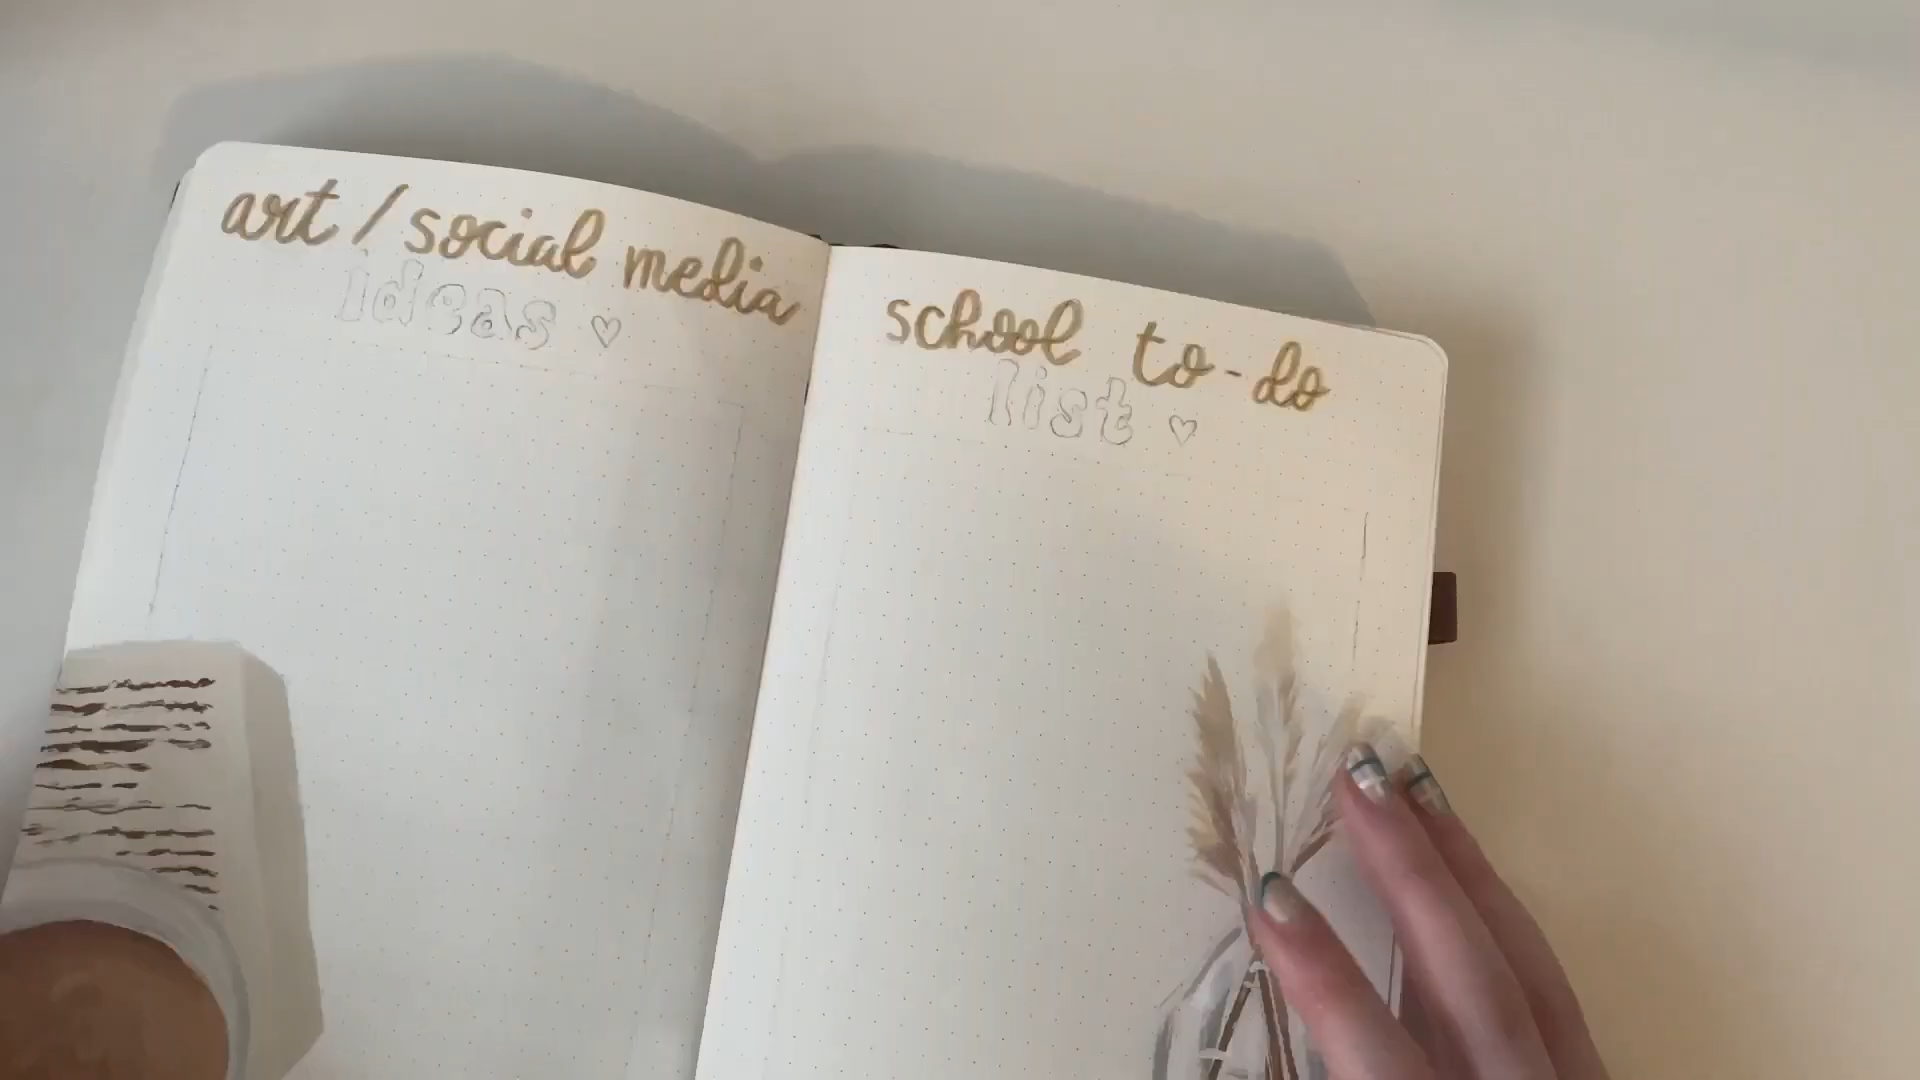 art / social media
ideas ♡
school to-do
list ♡